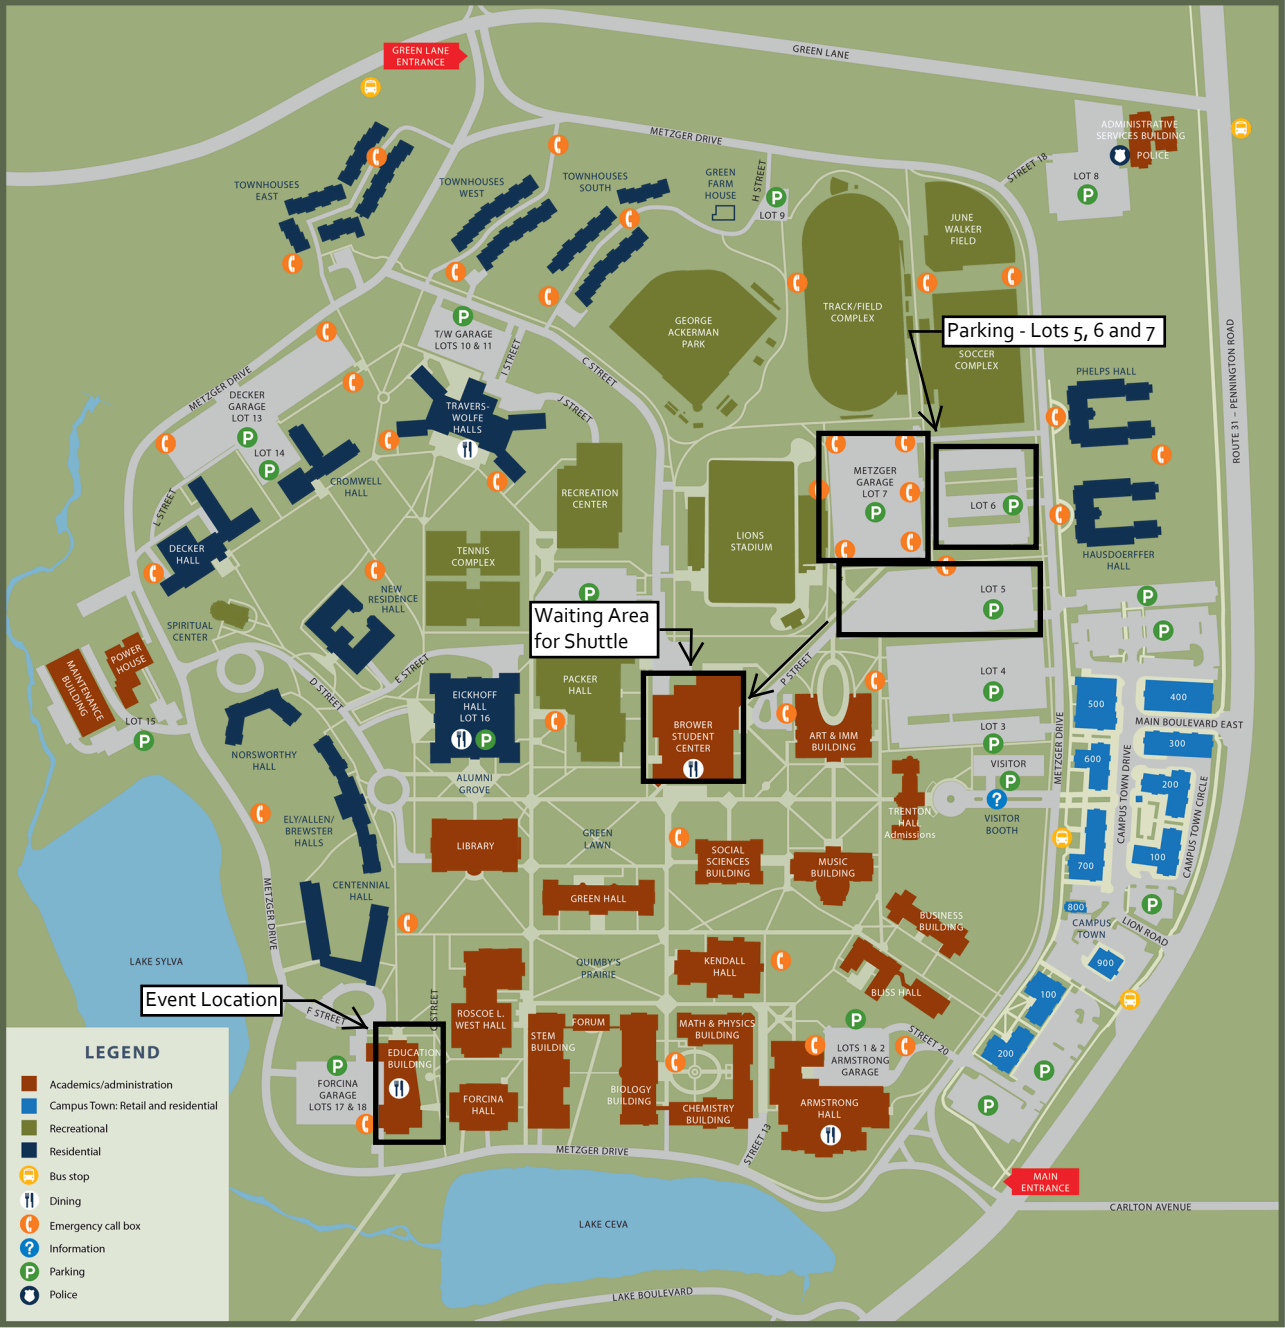 GREEN LANE
ENTRANCE
GREEN LANE
METZGER DRIVE
ADMINISTRATIVE
SERVICES BUILDING
POLICE
STREET 18
LOT 8
P
TOWNHOUSES
EAST
TOWNHOUSES
WEST
TOWNHOUSES
SOUTH
GREEN
FARM
HOUSE
H STREET
P
LOT 9
JUNE
WALKER
FIELD
TRACK/FIELD
COMPLEX
GEORGE
ACKERMAN
PARK
Parking - Lots 5, 6 and 7
SOCCER
COMPLEX
P
T/W GARAGE
LOTS 10 & 11
I STREET
C STREET
J STREET
METZGER DRIVE
DECKER
GARAGE
LOT 13
P
LOT 14
P
TRAVERS-
WOLFE
HALLS
CROMWELL
HALL
L STREET
DECKER
HALL
PHELPS HALL
ROUTE 31 – PENNINGTON ROAD
RECREATION
CENTER
METZGER
GARAGE
LOT 7
P
LOT 6
P
LIONS
STADIUM
TENNIS
COMPLEX
HAUSDOERFFER
HALL
NEW
RESIDENCE
HALL
SPIRITUAL
CENTER
P
Waiting Area
for Shuttle
LOT 5
P
P
P
POWER
HOUSE
MAINTENANCE
BUILDING
LOT 15
P
D STREET
E STREET
EICKHOFF
HALL
LOT 16
P
ALUMNI
GROVE
PACKER
HALL
BROWER
STUDENT
CENTER
P STREET
ART & IMM
BUILDING
LOT 4
P
LOT 3
P
VISITOR
P
?
VISITOR
BOOTH
METZGER DRIVE
500
400
MAIN BOULEVARD EAST
300
600
200
100
700
800
CAMPUS TOWN DRIVE
CAMPUS TOWN CIRCLE
P
LION ROAD
CAMPUS
TOWN
900
NORSWORTHY
HALL
ELY/ALLEN/
BREWSTER
HALLS
CENTENNIAL
HALL
METZGER DRIVE
LIBRARY
GREEN
LAWN
SOCIAL
SCIENCES
BUILDING
MUSIC
BUILDING
TRENTON
HALL
Admissions
GREEN HALL
BUSINESS
BUILDING
QUIMBY'S
PRAIRIE
KENDALL
HALL
BLISS HALL
LAKE SYLVA
Event Location
F STREET
G STREET
100
200
P
P
EDUCATION
BUILDING
P
FORCINA
GARAGE
LOTS 17 & 18
ROSCOE L.
WEST HALL
FORCINA
HALL
STEM
BUILDING
FORUM
BIOLOGY
BUILDING
MATH & PHYSICS
BUILDING
CHEMISTRY
BUILDING
P
LOTS 1 & 2
ARMSTRONG
GARAGE
STREET 20
ARMSTRONG
HALL
STREET 13
METZGER DRIVE
MAIN
ENTRANCE
CARLTON AVENUE
LAKE CEVA
LAKE BOULEVARD
LEGEND
Academics/administration
Campus Town: Retail and residential
Recreational
Residential
Bus stop
Dining
Emergency call box
? Information
P Parking
Police